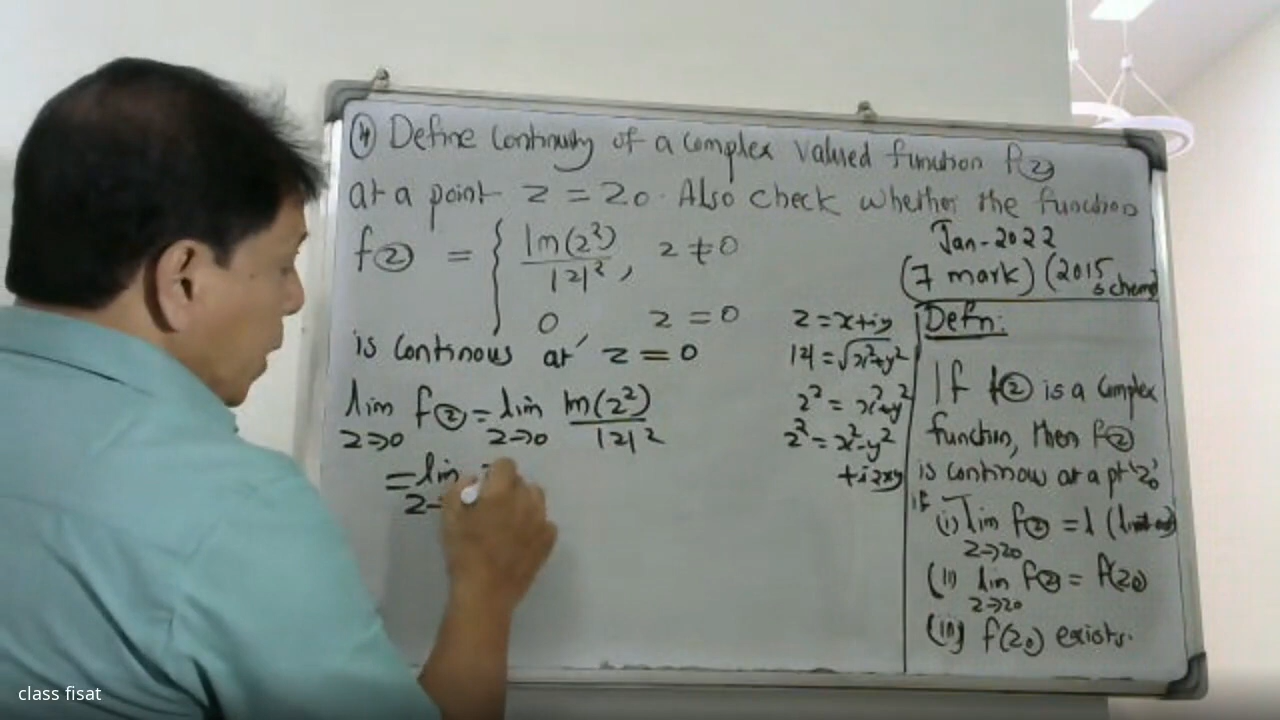 ④ Define Continuity of a Complex Valued function f(z)
at a point z = z0. Also check whether the function
f(z) = { Im(z²) / |z|² , z ≠ 0
0 , z = 0
is Continous at z = 0
Jan-2022
(7 mark) (2015 scheme)
lim z→0 f(z) = lim z→0 Im(z²) / |z|²
= lim
z = x+iy
|z| = √x²+y²
z² = x²+y²
z² = x²-y²
+i2xy
Defn:
If f(z) is a Complex
function, then f(z)
is continous at a pt 'z0'
if
(i) lim z→z0 f(z) = l
(ii) lim z→z0 f(z) = f(z0)
(iii) f(z0) exists.
class fisat